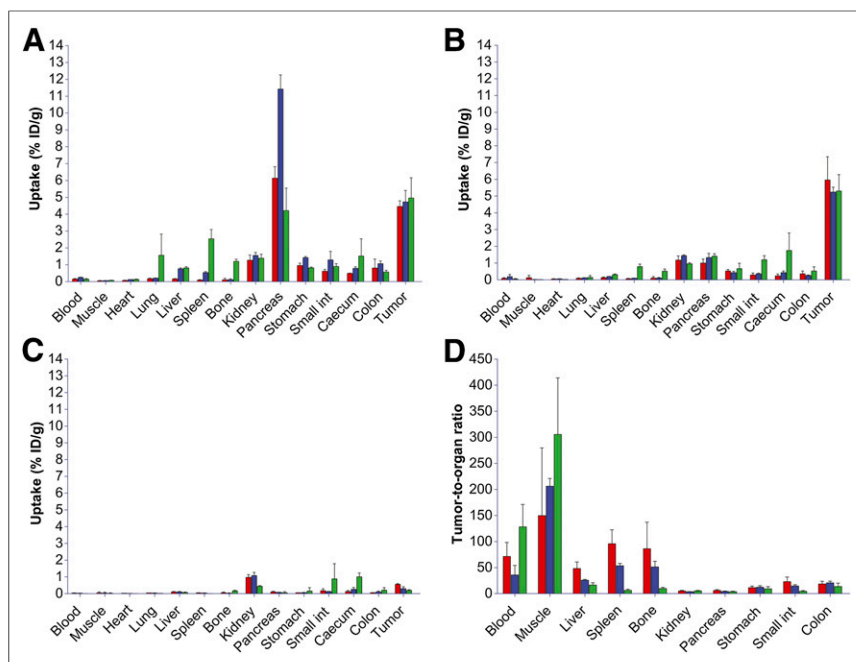 A
Uptake (% ID/g)
14
13
12
11
10
9
8
7
6
5
4
3
2
1
0
Blood
Muscle
Heart
Lung
Liver
Spleen
Bone
Kidney
Pancreas
Stomach
Small int
Caecum
Colon
Tumor
B
Uptake (% ID/g)
14
13
12
11
10
9
8
7
6
5
4
3
2
1
0
Blood
Muscle
Heart
Lung
Liver
Spleen
Bone
Kidney
Pancreas
Stomach
Small int
Caecum
Colon
Tumor
C
Uptake (% ID/g)
14
13
12
11
10
9
8
7
6
5
4
3
2
1
0
Blood
Muscle
Heart
Lung
Liver
Spleen
Bone
Kidney
Pancreas
Stomach
Small int
Caecum
Colon
Tumor
D
Tumor-to-organ ratio
450
400
350
300
250
200
150
100
50
0
Blood
Muscle
Liver
Spleen
Bone
Kidney
Pancreas
Stomach
Small int
Colon